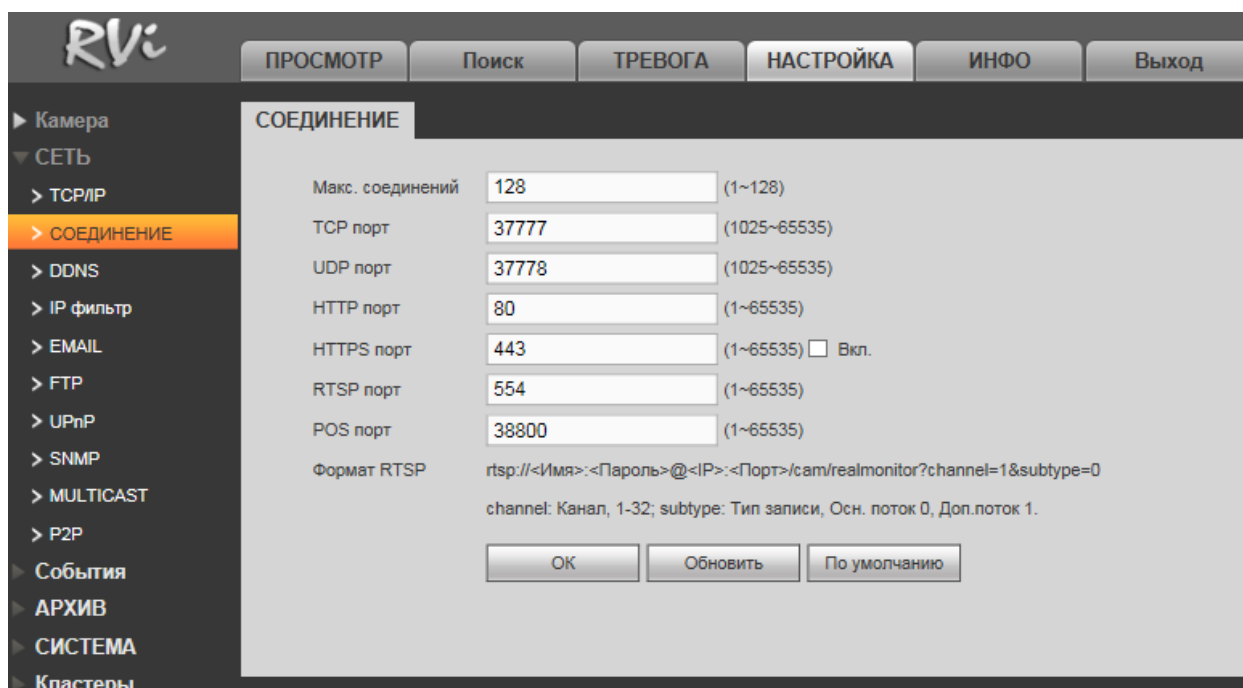 RVi
ПРОСМОТР Поиск ТРЕВОГА НАСТРОЙКА ИНФО Выход
Камера
СЕТЬ
TCP/IP
СОЕДИНЕНИЕ
DDNS
IP фильтр
EMAIL
FTP
UPnP
SNMP
MULTICAST
P2P
События
АРХИВ
СИСТЕМА
Кластеры
СОЕДИНЕНИЕ
Макс. соединений 128 (1~128)
TCP порт 37777 (1025~65535)
UDP порт 37778 (1025~65535)
HTTP порт 80 (1~65535)
HTTPS порт 443 (1~65535) Вкл.
RTSP порт 554 (1~65535)
POS порт 38800 (1~65535)
Формат RTSP rtsp://<Имя>:<Пароль>@<IP>:<Порт>/cam/realmonitor?channel=1&subtype=0
channel: Канал, 1-32; subtype: Тип записи, Осн. поток 0, Доп.поток 1.
ОК Обновить По умолчанию